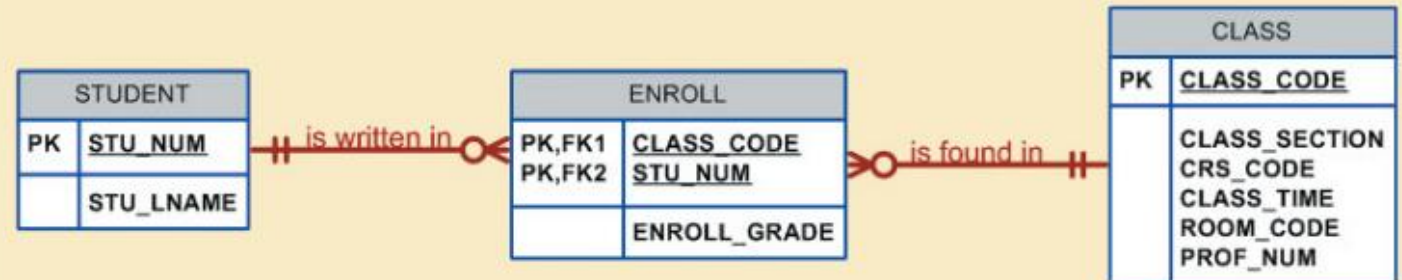 STUDENT
PK STU_NUM
STU_LNAME
is written in
ENROLL
PK,FK1 CLASS_CODE
PK,FK2 STU_NUM
ENROLL_GRADE
is found in
CLASS
PK CLASS_CODE
CLASS_SECTION
CRS_CODE
CLASS_TIME
ROOM_CODE
PROF_NUM